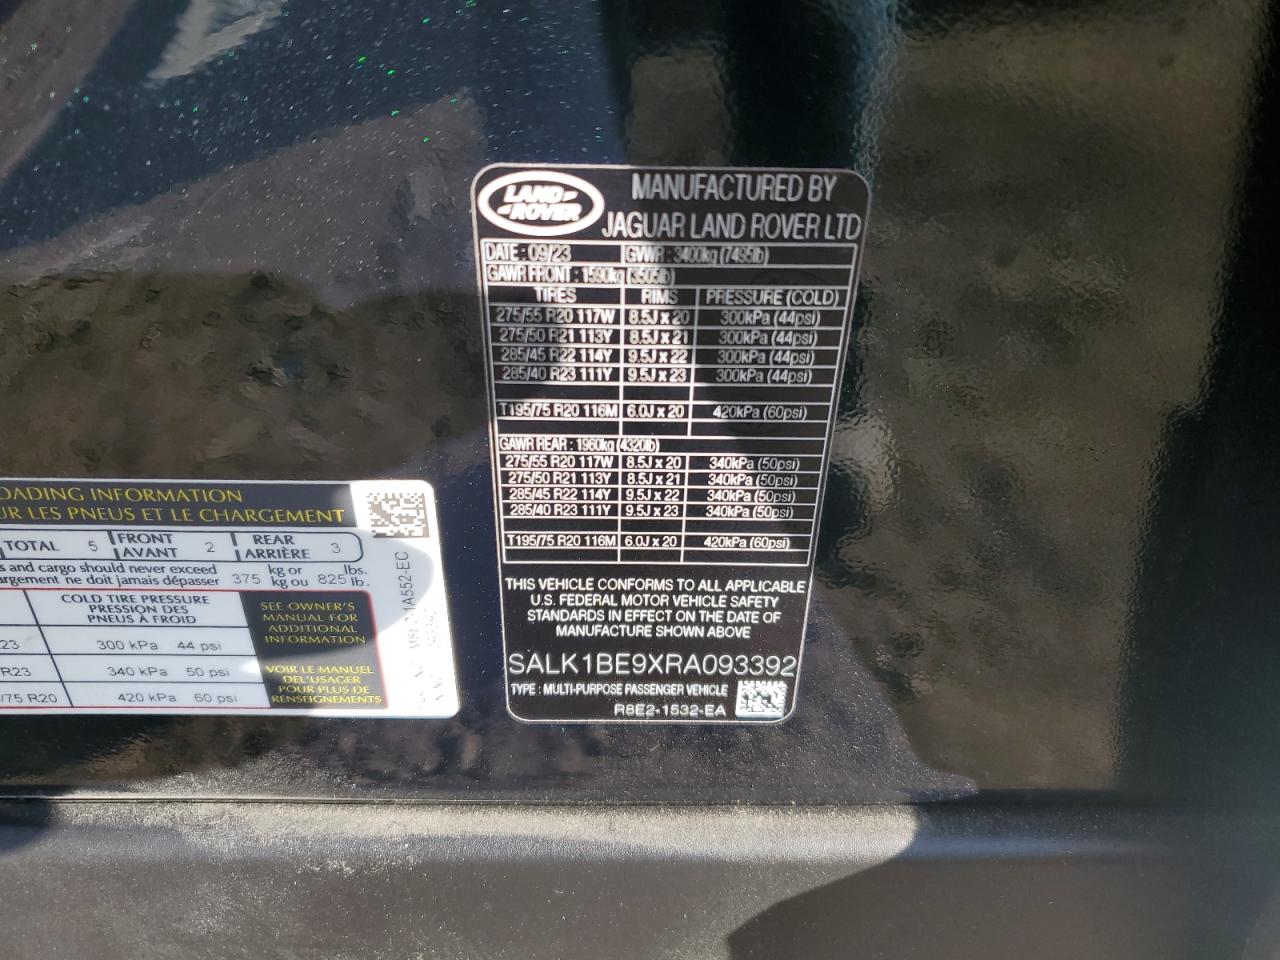 LAND
ROVER
MANUFACTURED BY
JAGUAR LAND ROVER LTD
DATE : 09/23 GVWR : 3400kg (7495lb)
GAWR FRONT : 1590kg (3505lb)
TIRES RIMS PRESSURE (COLD)
275/55 R20 117W 8.5J x 20 300kPa (44psi)
275/50 R21 113Y 8.5J x 21 300kPa (44psi)
285/45 R22 114Y 9.5J x 22 300kPa (44psi)
285/40 R23 111Y 9.5J x 23 300kPa (44psi)
T195/75 R20 116M 6.0J x 20 420kPa (60psi)
GAWR REAR : 1960kg (4320lb)
275/55 R20 117W 8.5J x 20 340kPa (50psi)
275/50 R21 113Y 8.5J x 21 340kPa (50psi)
285/45 R22 114Y 9.5J x 22 340kPa (50psi)
285/40 R23 111Y 9.5J x 23 340kPa (50psi)
T195/75 R20 116M 6.0J x 20 420kPa (60psi)
THIS VEHICLE CONFORMS TO ALL APPLICABLE
U.S. FEDERAL MOTOR VEHICLE SAFETY
STANDARDS IN EFFECT ON THE DATE OF
MANUFACTURE SHOWN ABOVE
SALK1BE9XRA093392
TYPE : MULTI-PURPOSE PASSENGER VEHICLE
R8E2-1532-EA
OADING INFORMATION
UR LES PNEUS ET LE CHARGEMENT
TOTAL 5 FRONT 2 REAR 3
AVANT ARRIÈRE
s and cargo should never exceed 375 kg or 825 lbs.
argement ne doit jamais dépasser kg ou lb.
COLD TIRE PRESSURE
PRESSION DES
PNEUS À FROID
23 300 kPa 44 psi
R23 340 kPa 50 psi
/75 R20 420 kPa 60 psi
SEE OWNER'S
MANUAL FOR
ADDITIONAL
INFORMATION
VOIR LE MANUEL
DEL'USAGER
POUR PLUS DE
RENSEIGNEMENTS
1A552-EC